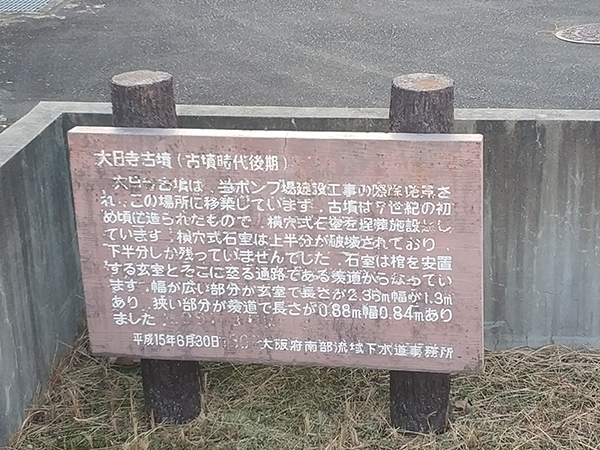 大日寺古墳(古墳時代後期)
大日寺古墳は、当ポンプ場建設工事の際に発見さ
れ、この場所に移築しています。古墳は7世紀の初
め頃に造られたもので、横穴式石室を埋葬施設とし
ています。横穴式石室は上半分が破壊されており、
下半分しか残っていませんでした。石室は棺を安置
する玄室とそこに至る通路である羨道からなってい
ます。幅が広い部分が玄室で長さが2.36m幅が1.3m
あり、狭い部分が羨道で長さが0.88m幅0.84mあり
ました。
平成15年6月30日 大阪府南部流域下水道事務所